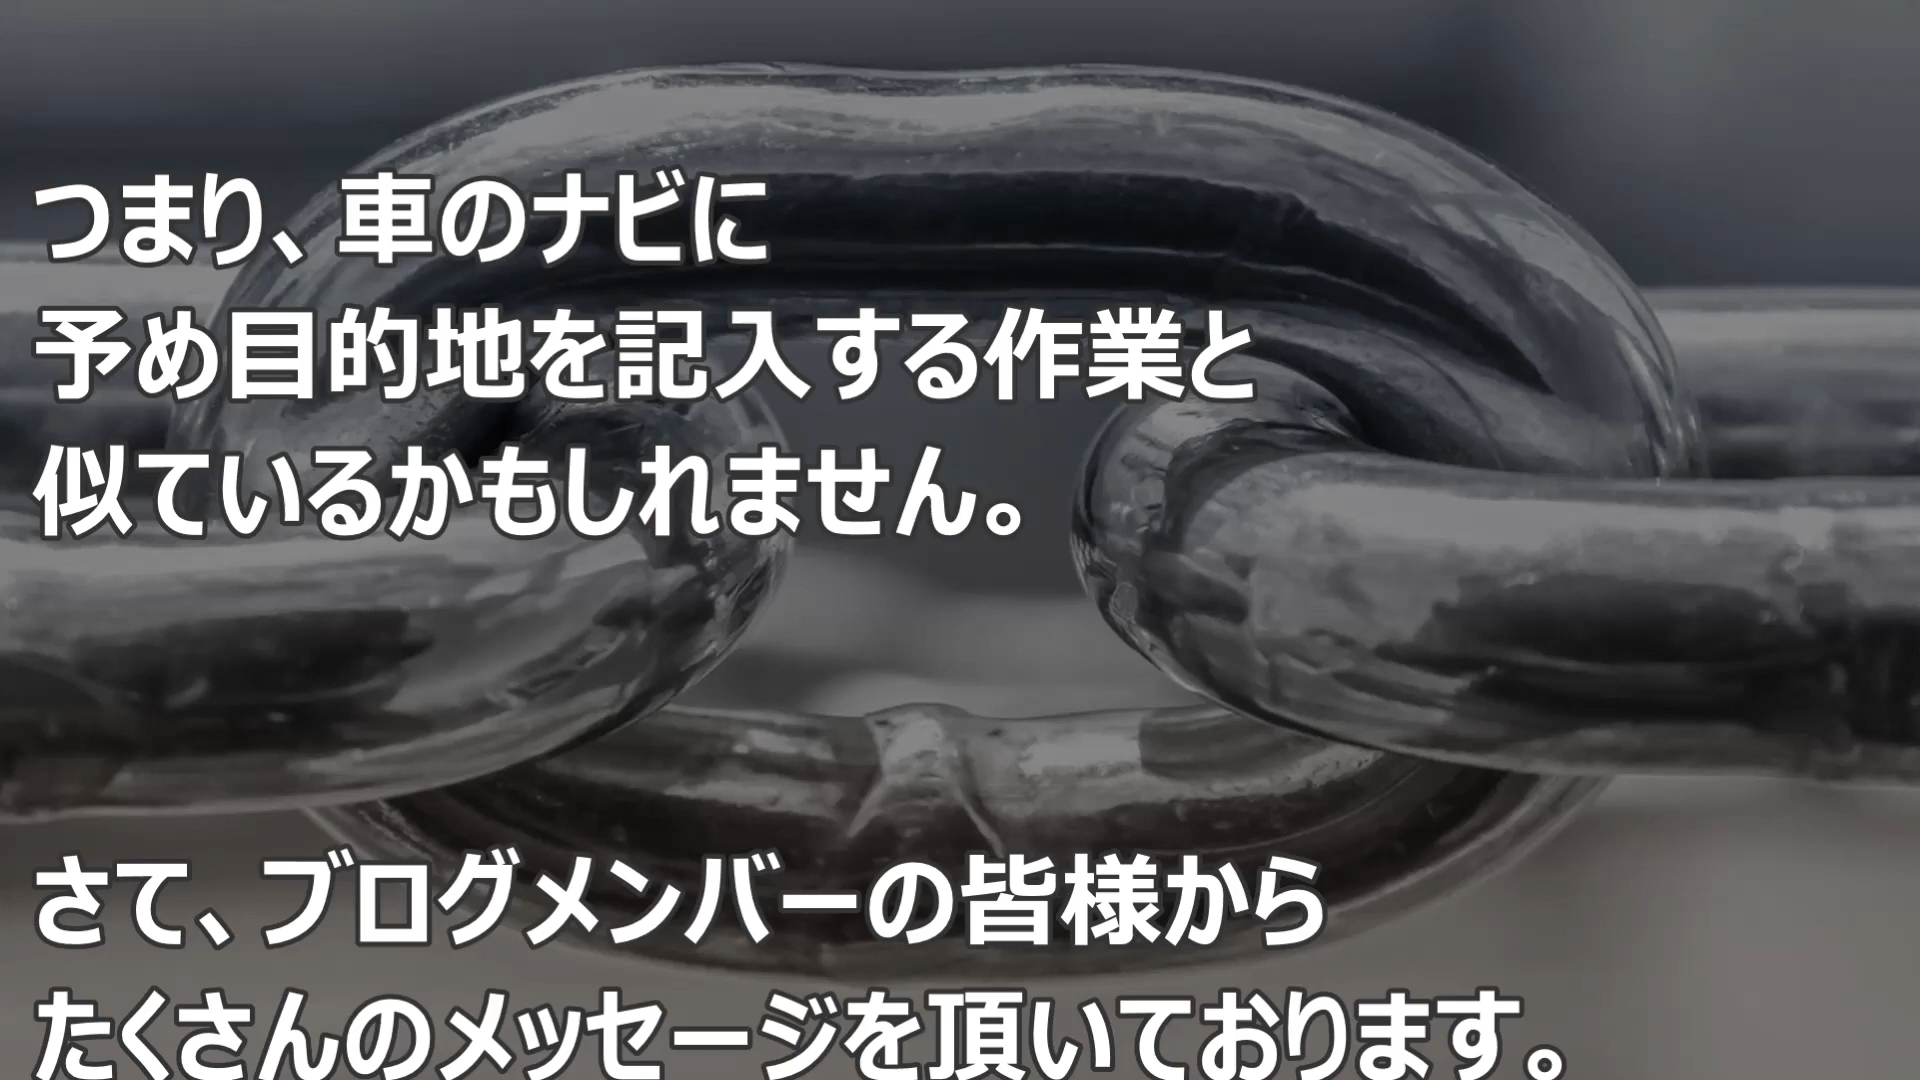 つまり、車のナビに
予め目的地を記入する作業と
似ているかもしれません。
さて、ブログメンバーの皆様から
たくさんのメッセージを頂いております。